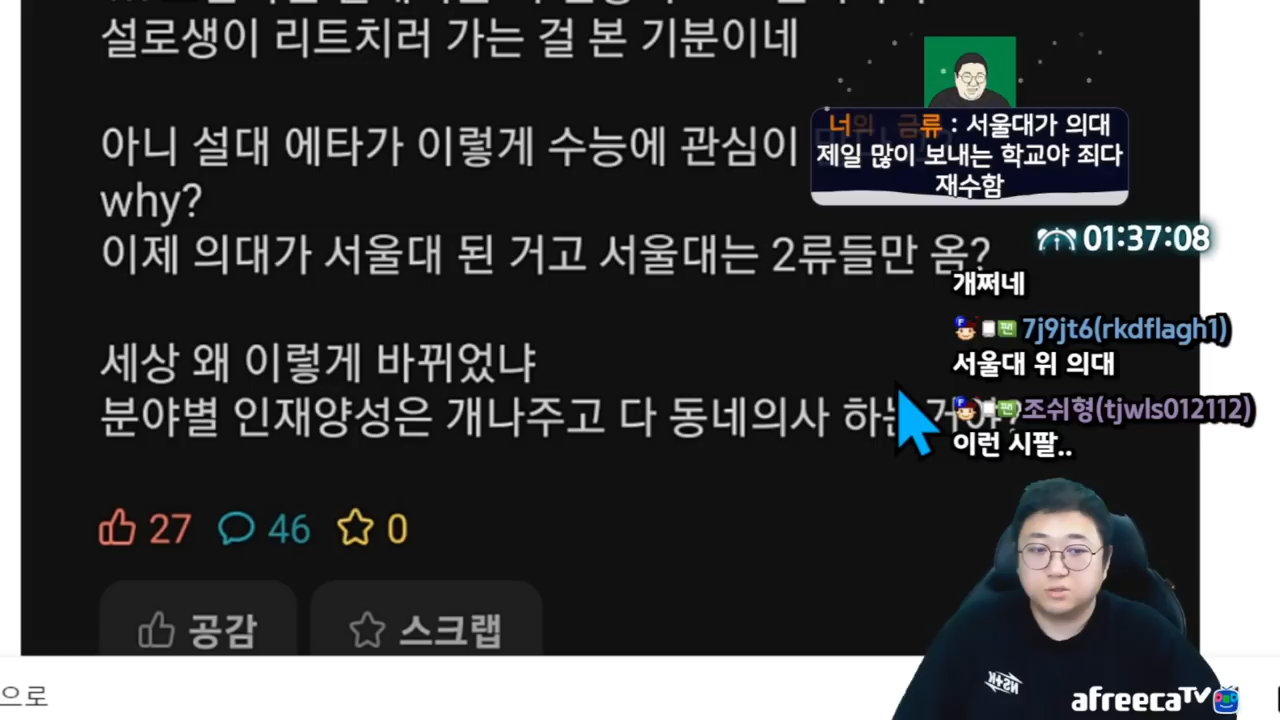 설로생이 리트치러 가는 걸 본 기분이네
아니 설대 에타가 이렇게 수능에 관심이
why?
이제 의대가 서울대 된 거고 서울대는 2류들만 옴?
세상 왜 이렇게 바뀌었냐
분야별 인재양성은 개나주고 다 동네의사 하는거야?
27 46 0
공감 스크랩
으로
너의 금류 : 서울대가 의대
제일 많이 보내는 학교야 죄다
재수함
01:37:08
개쩌네
7j9jt6(rkdflagh1)
서울대 위 의대
조쉬형(tjwls012112)
이런 시팔..
afreecaTV